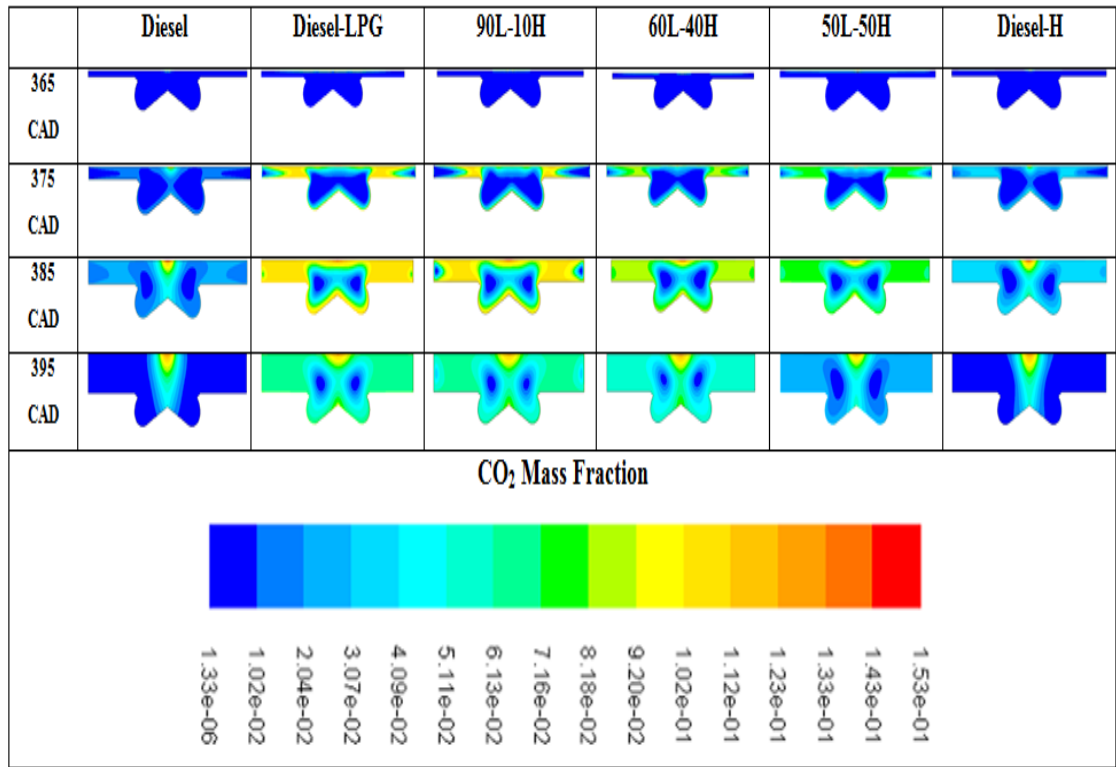 Diesel Diesel-LPG 90L-10H 60L-40H 50L-50H Diesel-H
365
CAD
375
CAD
385
CAD
395
CAD
CO₂ Mass Fraction
1.33e-06
1.02e-02
2.04e-02
3.07e-02
4.09e-02
5.11e-02
6.13e-02
7.16e-02
8.18e-02
9.20e-02
1.02e-01
1.12e-01
1.23e-01
1.33e-01
1.43e-01
1.53e-01